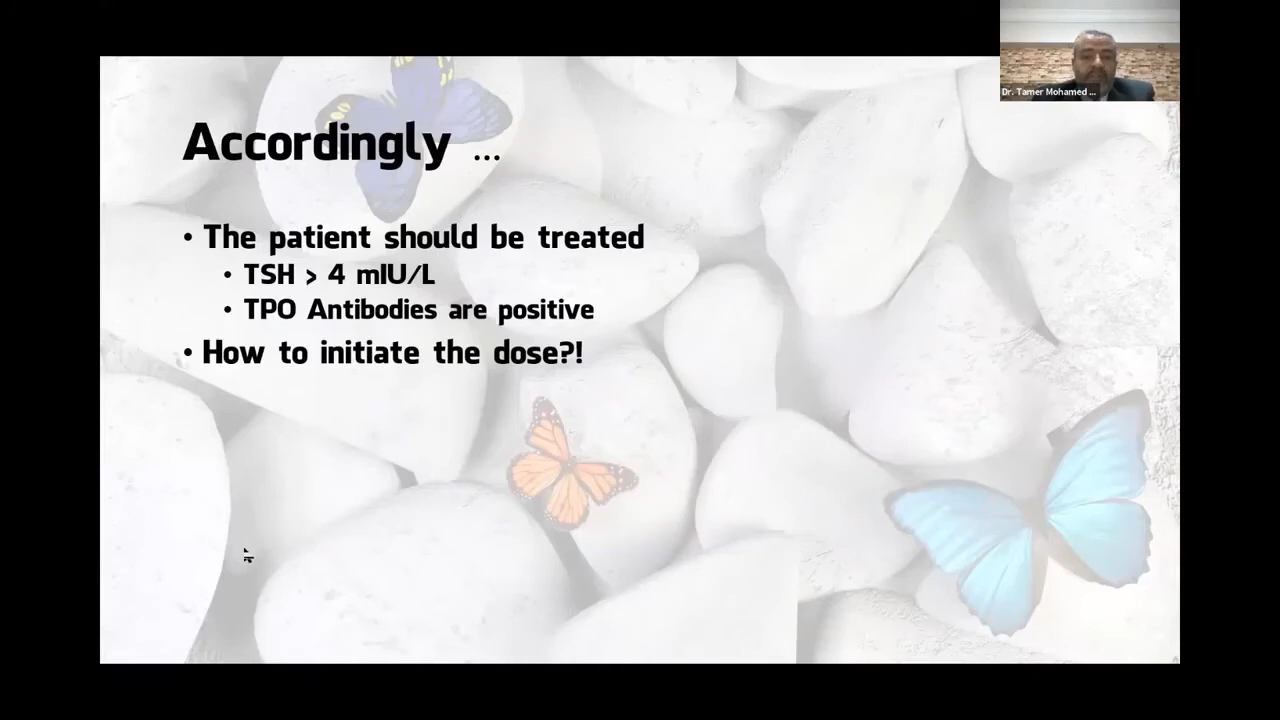 Dr. Tamer Mohamed ...
Accordingly ...
• The patient should be treated
• TSH > 4 mIU/L
• TPO Antibodies are positive
• How to initiate the dose?!